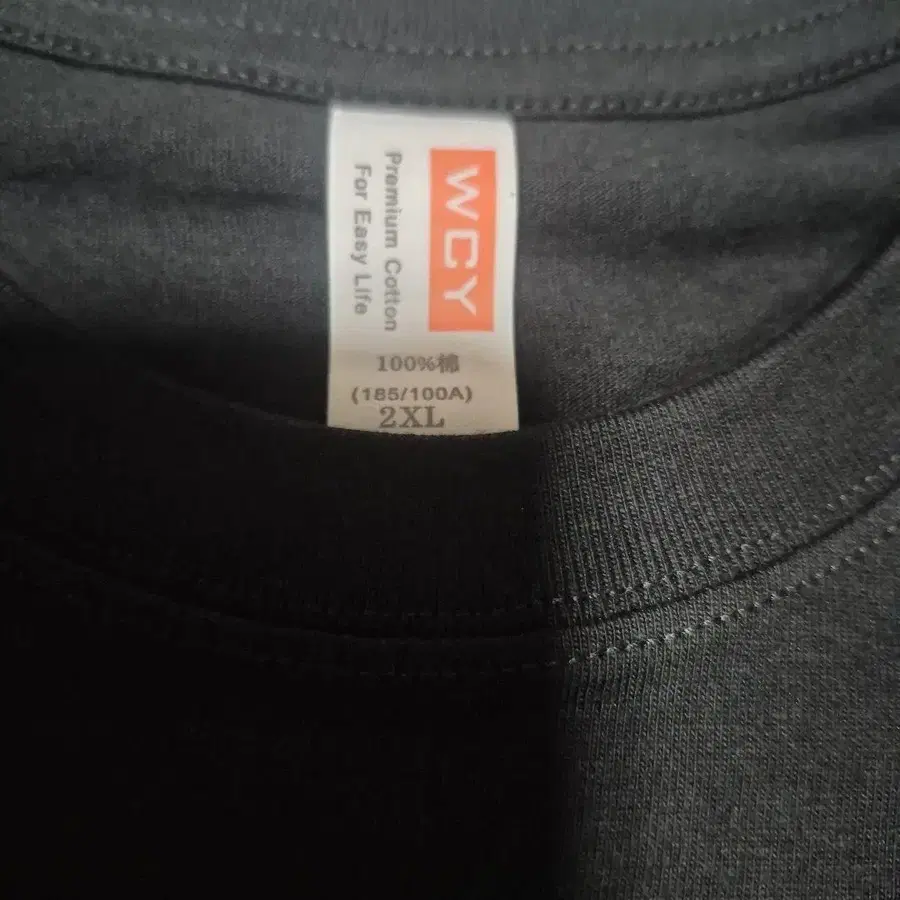 WCY
Premium Cotton
For Easy Life
100%棉
(185/100A)
2XL